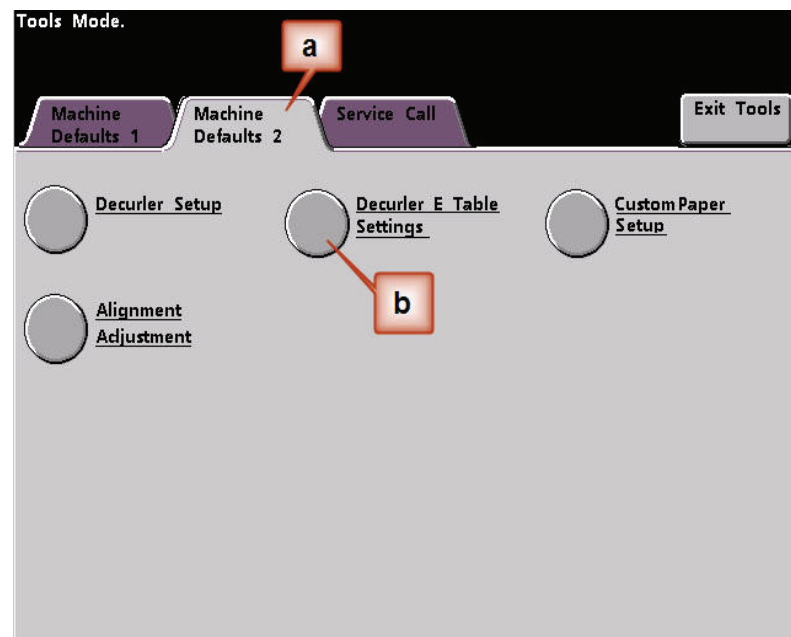 Tools Mode.
a
Machine
Defaults 1
Machine
Defaults 2
Service Call
Exit Tools
Decurler Setup
Decurler E Table
Settings
Custom Paper
Setup
b
Alignment
Adjustment